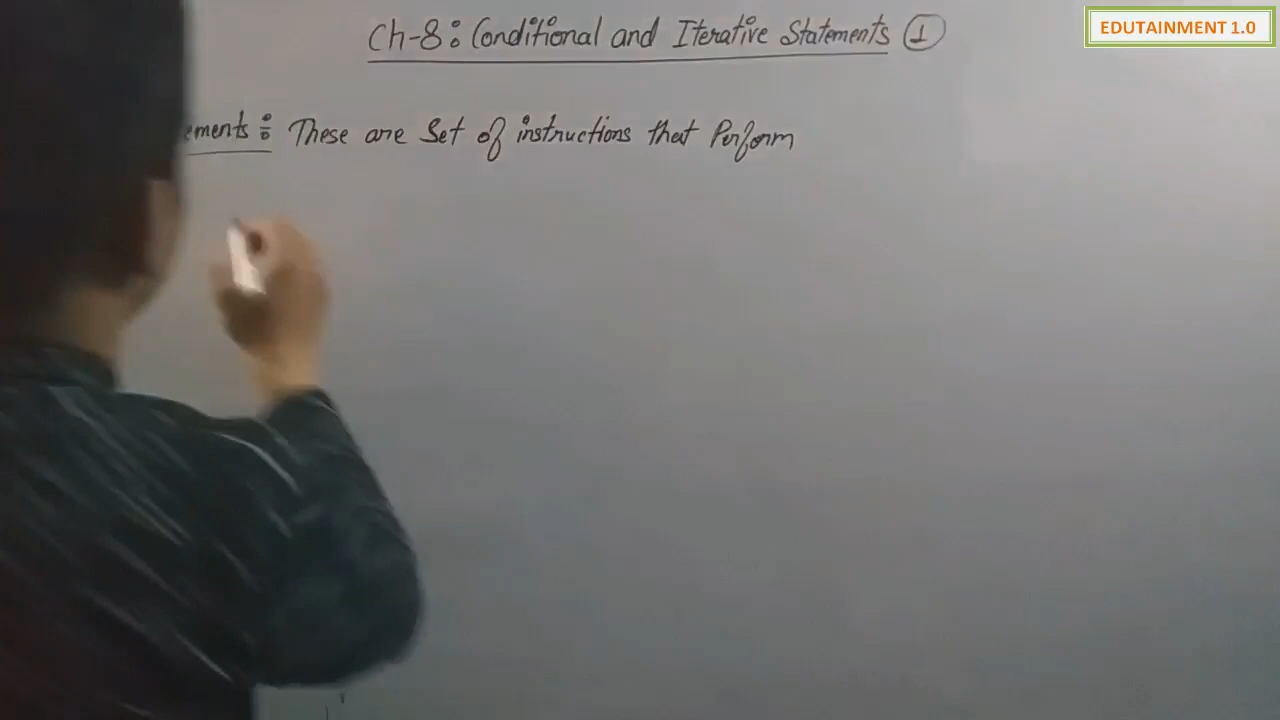 Ch-8: Conditional and Iterative Statements 1
EDUTAINMENT 1.0
ements: These are Set of instructions that Perform